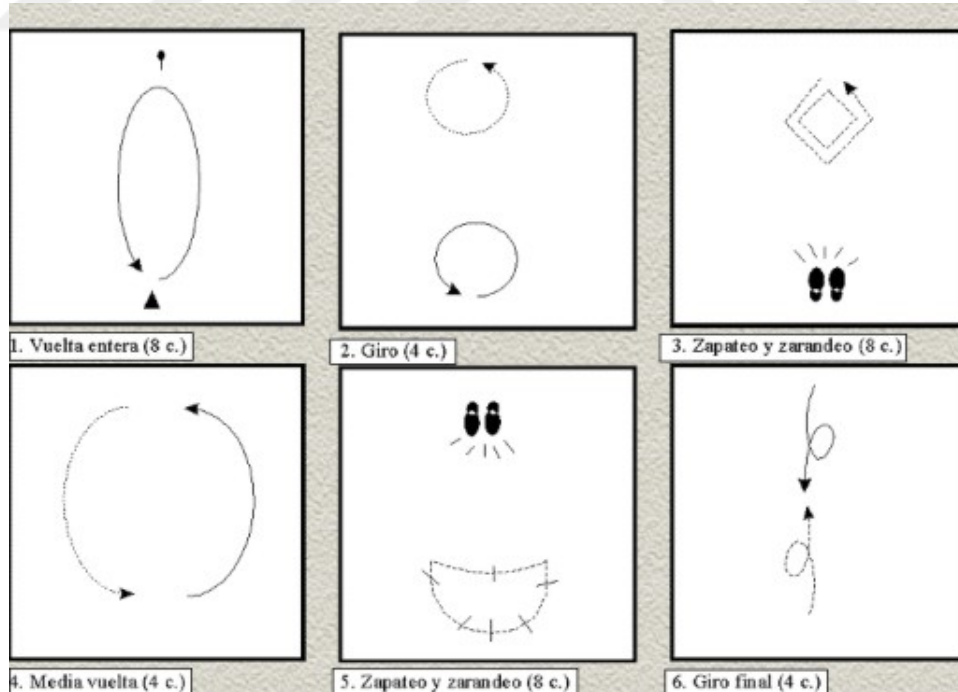 1. Vuelta entera (8 c.)
2. Giro (4 c.)
3. Zapateo y zarandeo (8 c.)
4. Media vuelta (4 c.)
5. Zapateo y zarandeo (8 c.)
6. Giro final (4 c.)